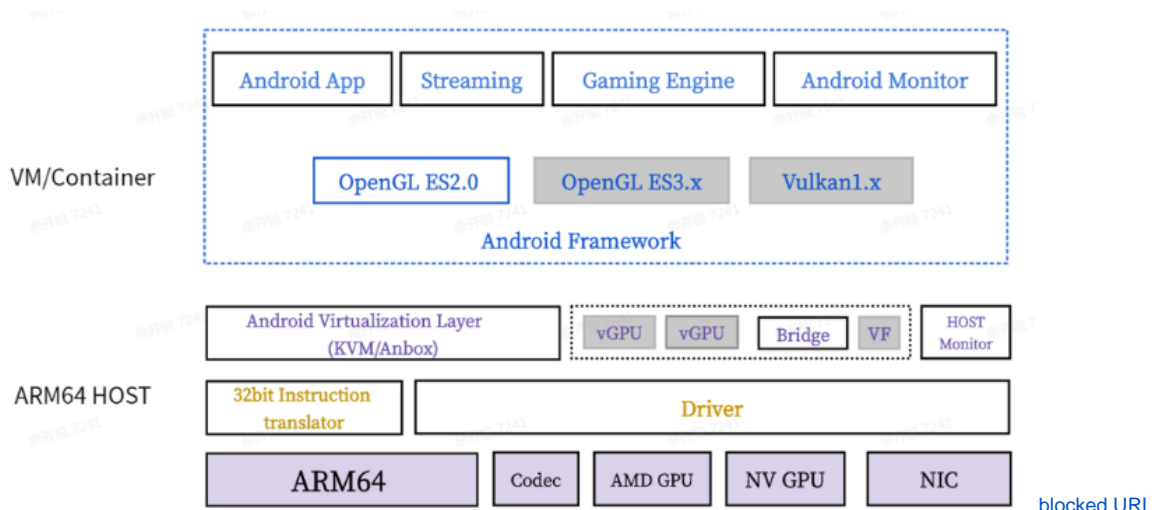 Android App
Streaming
Gaming Engine
Android Monitor
VM/Container
OpenGL ES2.0
OpenGL ES3.x
Vulkan1.x
Android Framework
Android Virtualization Layer
(KVM/Anbox)
vGPU
vGPU
Bridge
VF
HOST
Monitor
ARM64 HOST
32bit Instruction
translator
Driver
ARM64
Codec
AMD GPU
NV GPU
NIC
blocked URL